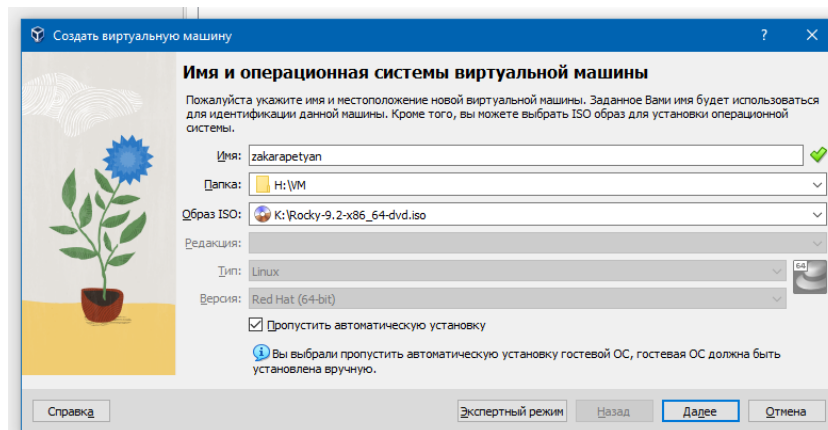 Создать виртуальную машину
?
Имя и операционная системы виртуальной машины
Пожалуйста укажите имя и местоположение новой виртуальной машины. Заданное Вами имя будет использоваться
для идентификации данной машины. Кроме того, вы можете выбрать ISO образ для установки операционной
системы.
Имя: zakarapetyan
Папка: H:\VM
Образ ISO: K:\Rocky-9.2-x86_64-dvd.iso
Редакция:
Тип: Linux
64
Версия: Red Hat (64-bit)
Пропустить автоматическую установку
Вы выбрали пропустить автоматическую установку гостевой ОС, гостевая ОС должна быть
установлена вручную.
Справка Экспертный режим Назад Далее Отмена